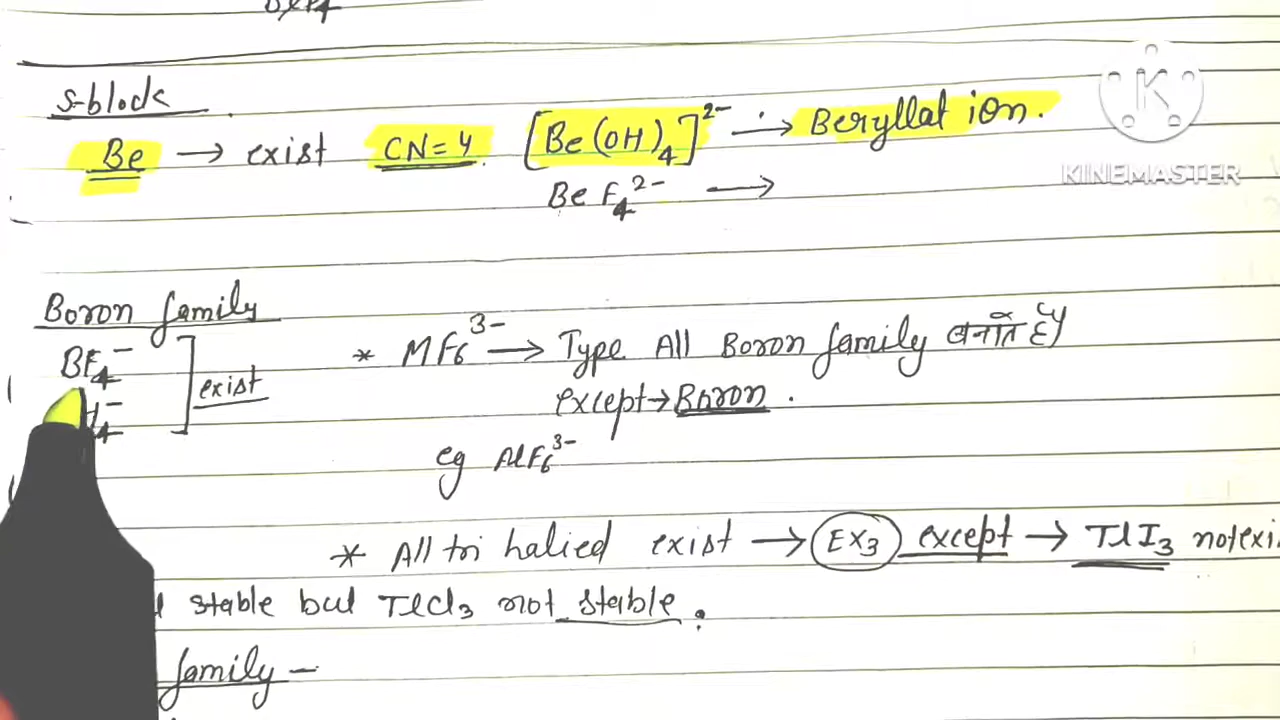 s-block
Be → exist CN=4 [Be(OH)4]2- → Beryllat ion.
BeF4 2- →
KINEMASTER
Boron family
BF4- ] exist
* MF6 3- → Type All Boron family बनाते है
except → Boron.
eg AlF6 3-
* All tri halied exist → EX3 except → TlI3 not exi
stable but TlCl3 not stable.
family -